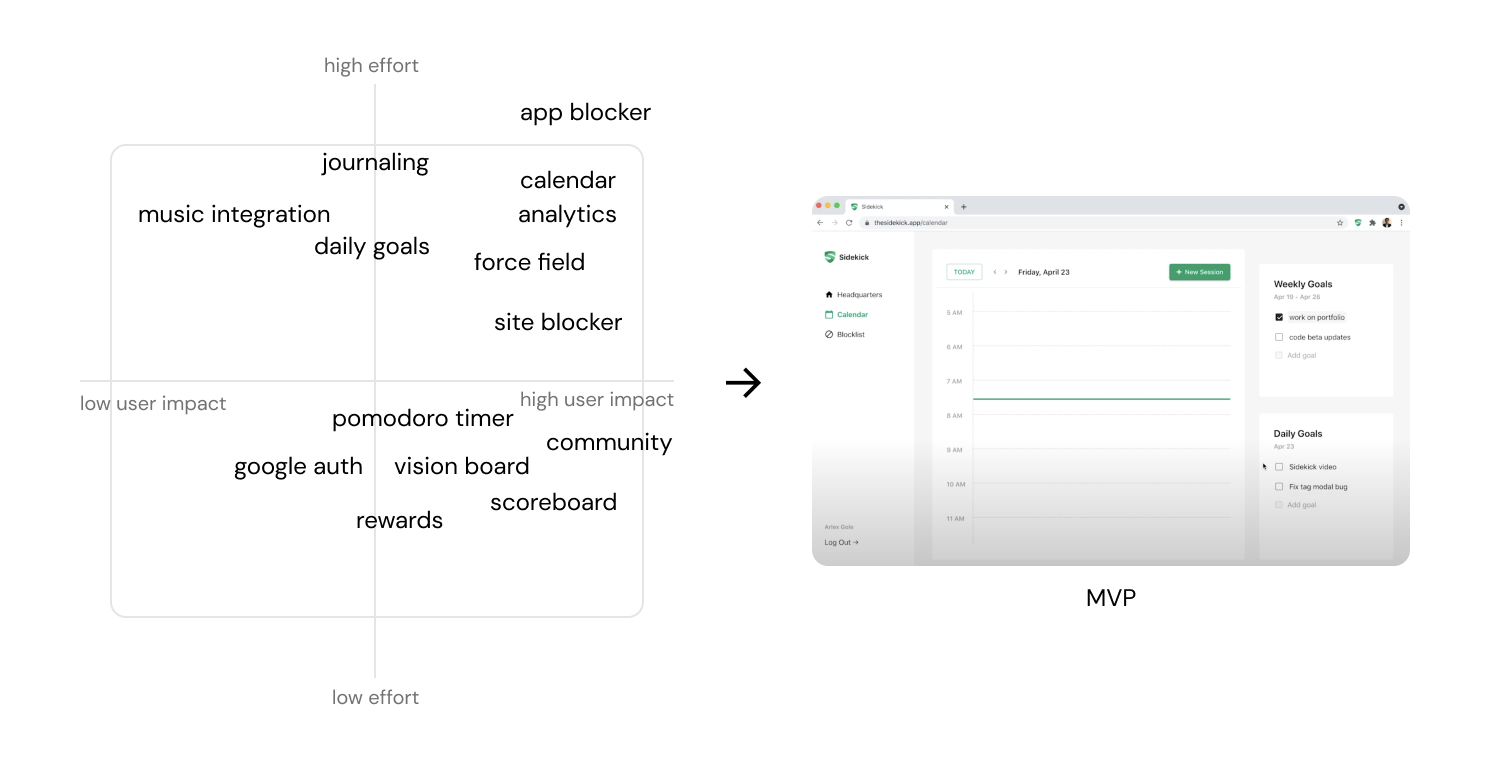 high effort
app blocker
journaling
calendar
music integration
analytics
daily goals
force field
site blocker
low user impact
high user impact
pomodoro timer
community
google auth
vision board
scoreboard
rewards
low effort
Sidekick
thesidekick.app/calendar
Sidekick
Headquarters
Calendar
Blocklist
Arlex Gole
Log Out →
TODAY
Friday, April 23
+ New Session
5 AM
6 AM
7 AM
8 AM
9 AM
10 AM
11 AM
Weekly Goals
Apr 19 - Apr 26
work on portfolio
code beta updates
Add goal
Daily Goals
Apr 23
Sidekick video
Fix tag modal bug
Add goal
MVP